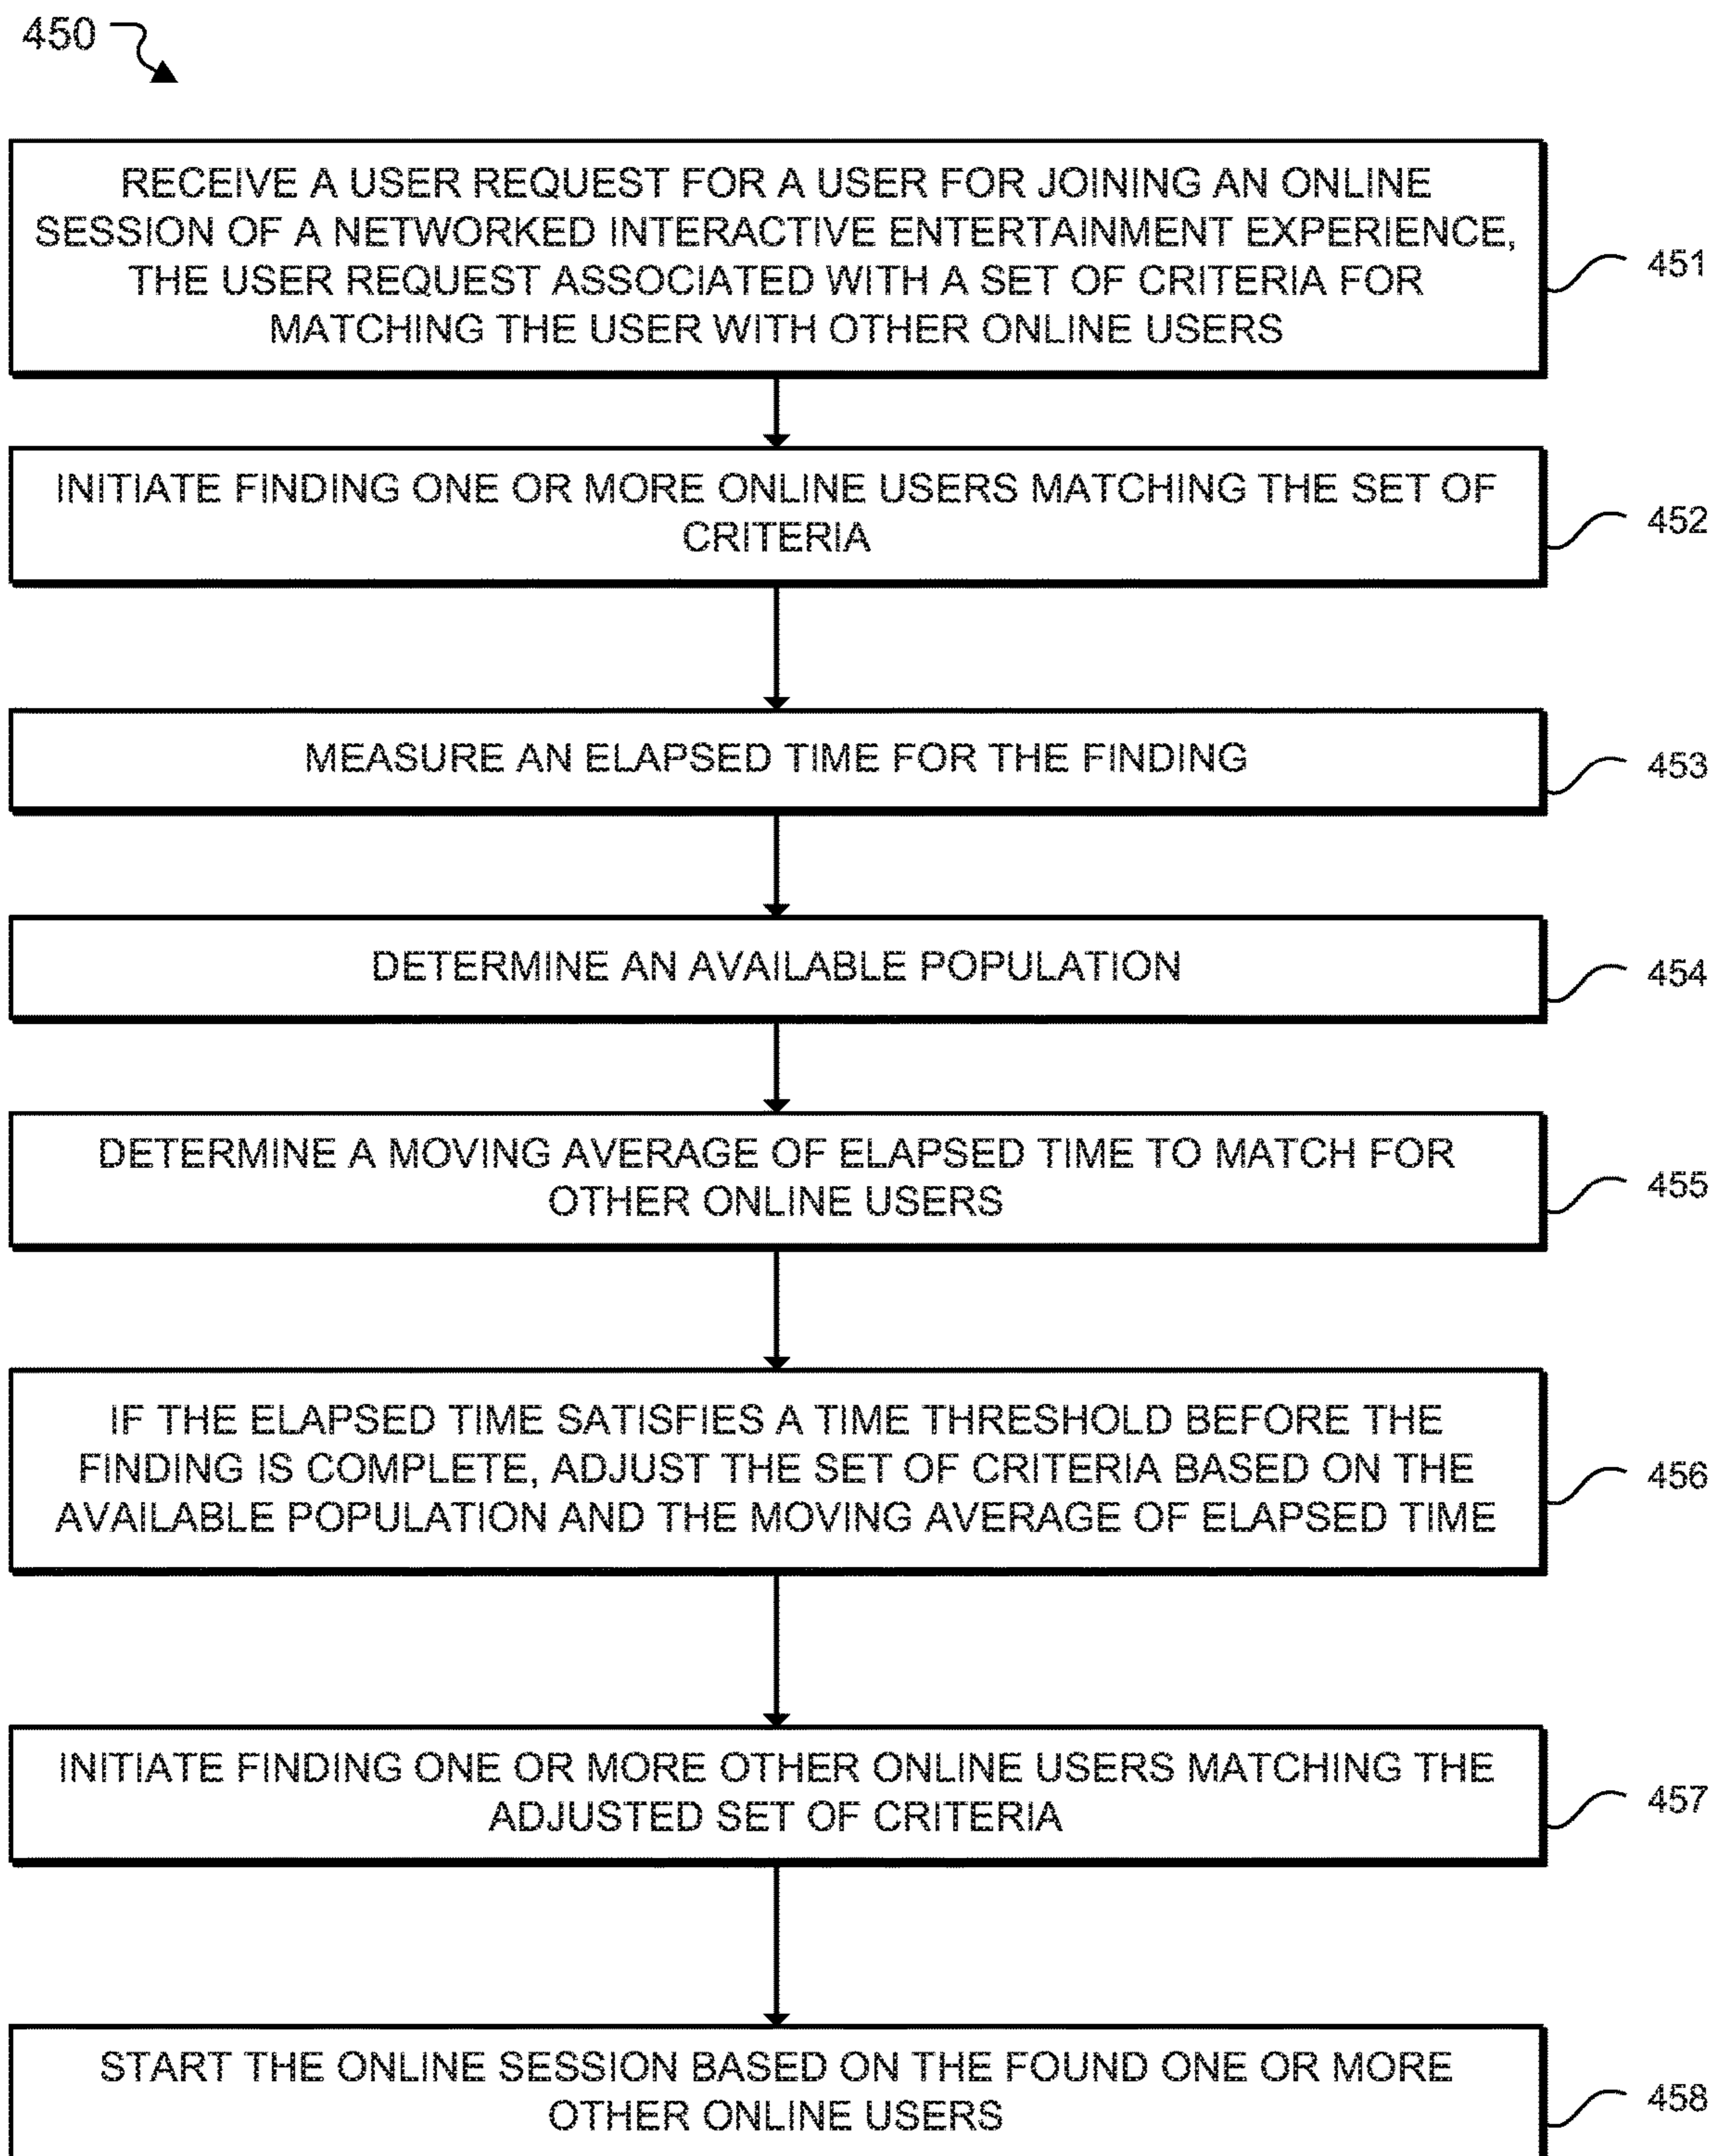 450
RECEIVE A USER REQUEST FOR A USER FOR JOINING AN ONLINE
SESSION OF A NETWORKED INTERACTIVE ENTERTAINMENT EXPERIENCE,
THE USER REQUEST ASSOCIATED WITH A SET OF CRITERIA FOR
MATCHING THE USER WITH OTHER ONLINE USERS
451
INITIATE FINDING ONE OR MORE ONLINE USERS MATCHING THE SET OF
CRITERIA
452
MEASURE AN ELAPSED TIME FOR THE FINDING
453
DETERMINE AN AVAILABLE POPULATION
454
DETERMINE A MOVING AVERAGE OF ELAPSED TIME TO MATCH FOR
OTHER ONLINE USERS
455
IF THE ELAPSED TIME SATISFIES A TIME THRESHOLD BEFORE THE
FINDING IS COMPLETE, ADJUST THE SET OF CRITERIA BASED ON THE
AVAILABLE POPULATION AND THE MOVING AVERAGE OF ELAPSED TIME
456
INITIATE FINDING ONE OR MORE OTHER ONLINE USERS MATCHING THE
ADJUSTED SET OF CRITERIA
457
START THE ONLINE SESSION BASED ON THE FOUND ONE OR MORE
OTHER ONLINE USERS
458